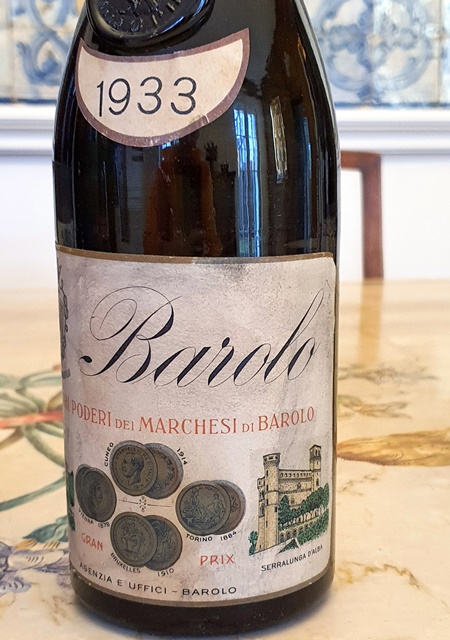 1933
Barolo
PODERI DEI MARCHESI DI BAROLO
CUNEO 1914
1878
TORINO 1884
GRAN PRIX
BRUXELLES 1910
SERRALUNGA D'ALBA
AGENZIA E UFFICI - BAROLO